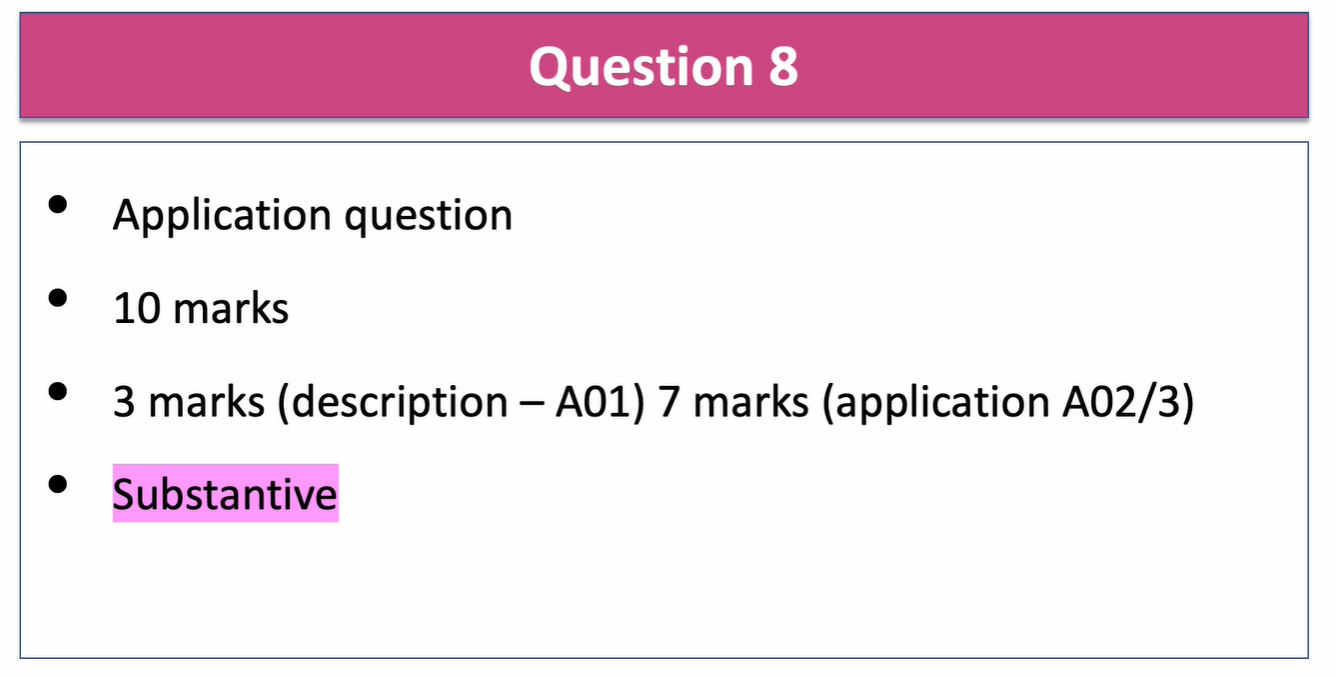 Question 8
• Application question
• 10 marks
• 3 marks (description – A01) 7 marks (application A02/3)
• Substantive